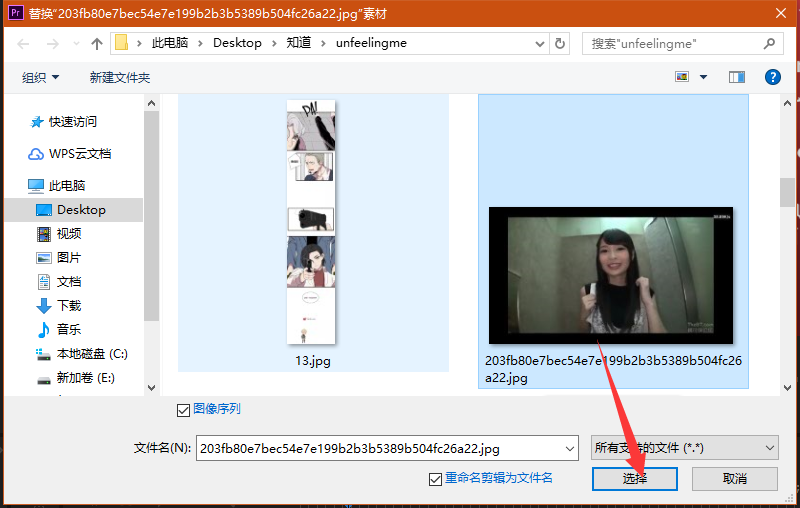 Pr 替换"203fb80e7bec54e7e199b2b3b5389b504fc26a22.jpg"素材
此电脑 > Desktop > 知道 > unfeelingme
搜索"unfeelingme"
组织
新建文件夹
快速访问
WPS云文档
此电脑
Desktop
视频
图片
文档
下载
音乐
本地磁盘 (C:)
新加卷 (E:)
DA!
13.jpg
203fb80e7bec54e7e199b2b3b5389b504fc26
a22.jpg
图像序列
文件名(N):
203fb80e7bec54e7e199b2b3b5389b504fc26a22.jpg
所有支持的文件 (*.*)
重命名剪辑为文件名
选择
取消